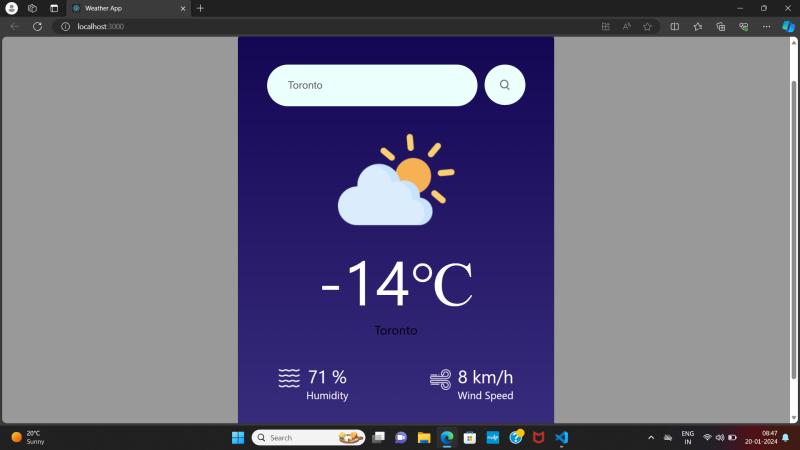 Weather App
localhost:3000
Toronto
-14°C
Toronto
71 %
Humidity
8 km/h
Wind Speed
20°C
Sunny
Search
ENG
IN
08:47
20-01-2024